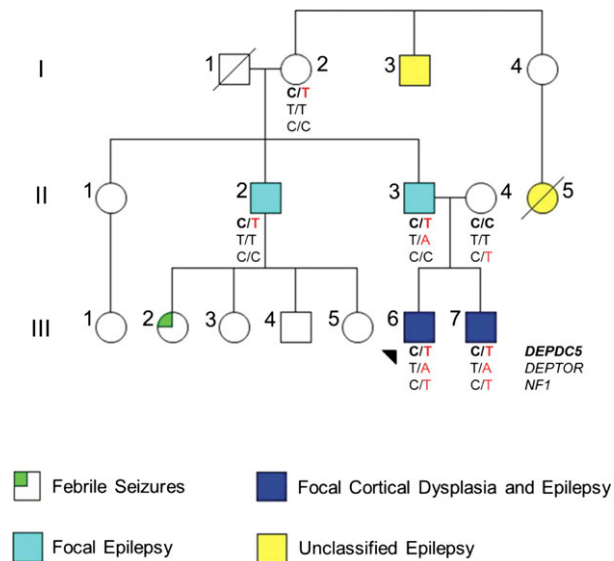 I 1 2 3 4
C/T
T/T
C/C
II 1 2 3 4 5
C/T C/T C/C
T/T T/A T/T
C/C C/C C/T
III 1 2 3 4 5 6 7
C/T C/T DEPDC5
T/A T/A DEPTOR
C/T C/T NF1
Febrile Seizures Focal Cortical Dysplasia and Epilepsy
Focal Epilepsy Unclassified Epilepsy